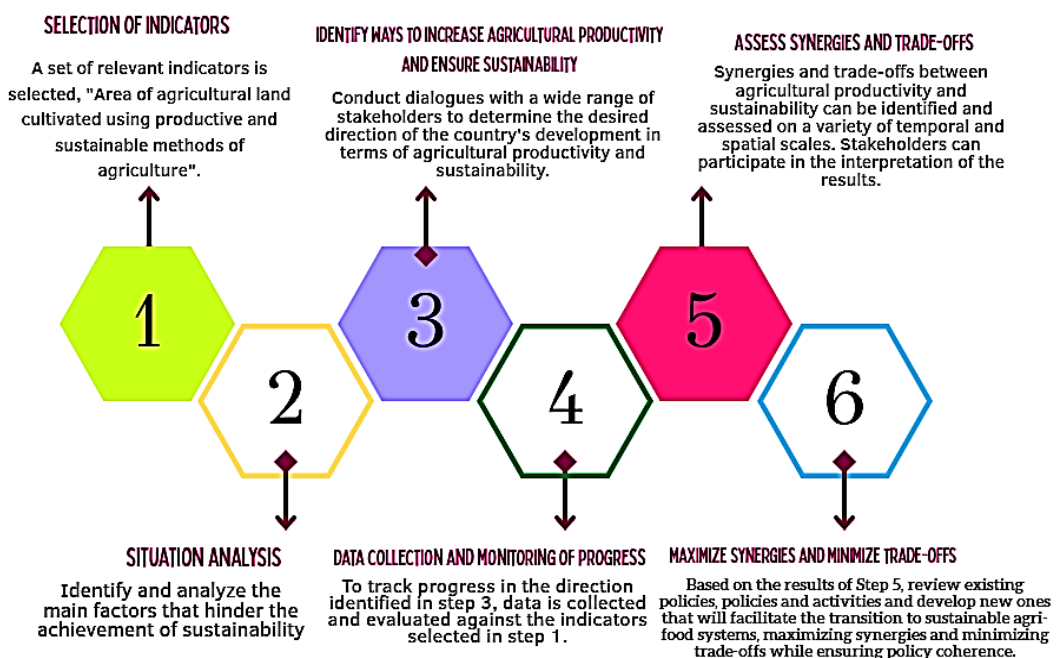 SELECTION OF INDICATORS
A set of relevant indicators is
selected, "Area of agricultural land
cultivated using productive and
sustainable methods of
agriculture".
IDENTIFY WAYS TO INCREASE AGRICULTURAL PRODUCTIVITY
AND ENSURE SUSTAINABILITY
Conduct dialogues with a wide range of
stakeholders to determine the desired
direction of the country's development in
terms of agricultural productivity and
sustainability.
ASSESS SYNERGIES AND TRADE-OFFS
Synergies and trade-offs between
agricultural productivity and
sustainability can be identified and
assessed on a variety of temporal and
spatial scales. Stakeholders can
participate in the interpretation of the
results.
1
2
3
4
5
6
SITUATION ANALYSIS
Identify and analyze the
main factors that hinder the
achievement of sustainability
DATA COLLECTION AND MONITORING OF PROGRESS
To track progress in the direction
identified in step 3, data is collected
and evaluated against the indicators
selected in step 1.
MAXIMIZE SYNERGIES AND MINIMIZE TRADE-OFFS
Based on the results of Step 5, review existing
policies, policies and activities and develop new ones
that will facilitate the transition to sustainable agri-
food systems, maximizing synergies and minimizing
trade-offs while ensuring policy coherence.